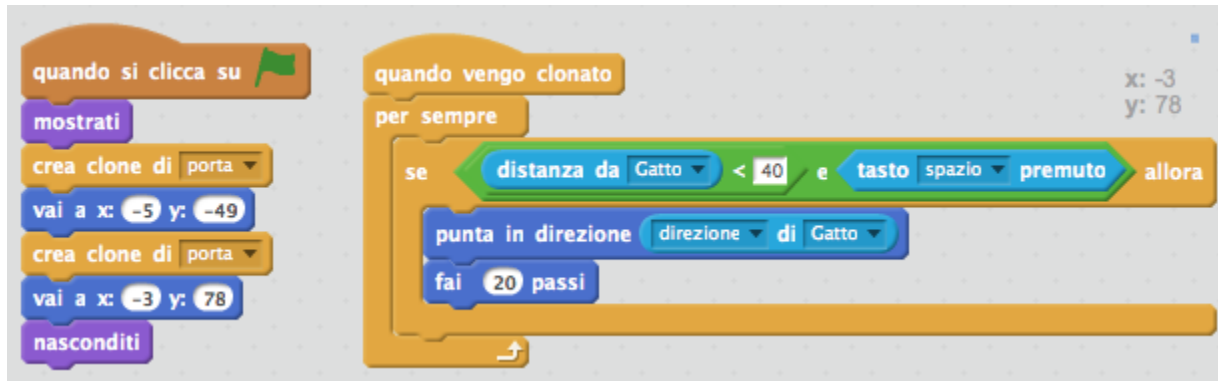 quando si clicca su
mostrati
crea clone di porta
vai a x: -5 y: -49
crea clone di porta
vai a x: -3 y: 78
nasconditi
quando vengo clonato
per sempre
se distanza da Gatto < 40 e tasto spazio premuto allora
punta in direzione direzione di Gatto
fai 20 passi
x: -3
y: 78